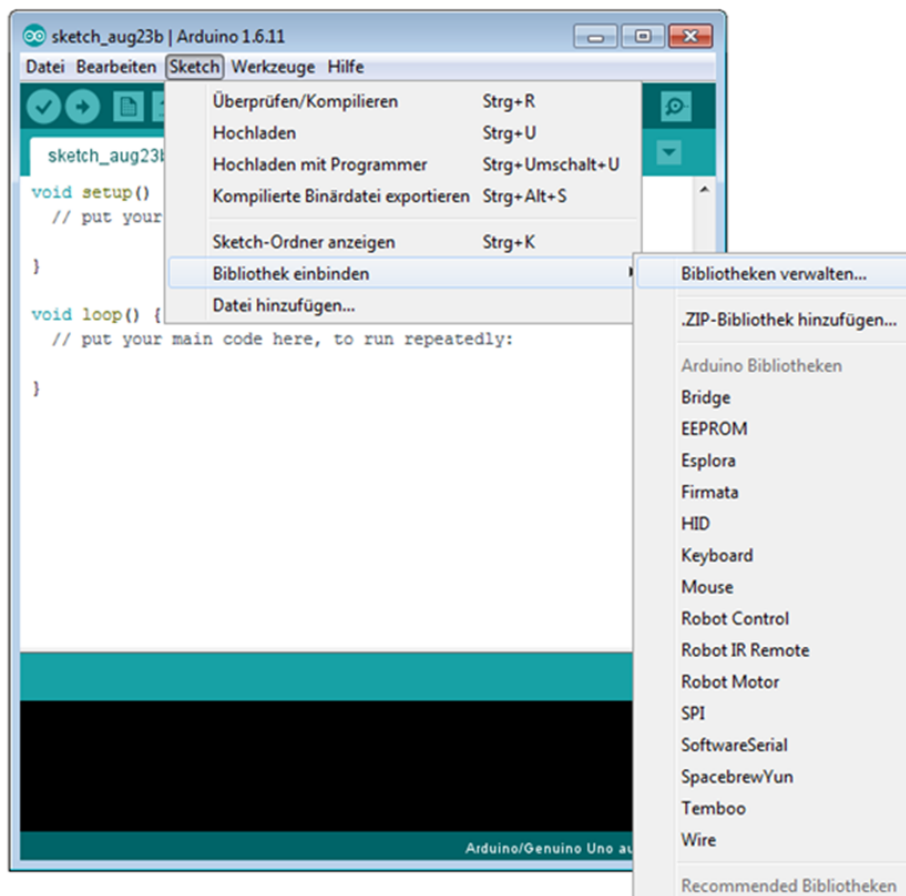 sketch_aug23b | Arduino 1.6.11
Datei Bearbeiten Sketch Werkzeuge Hilfe
Überprüfen/Kompilieren Strg+R
Hochladen Strg+U
Hochladen mit Programmer Strg+Umschalt+U
Kompilierte Binärdatei exportieren Strg+Alt+S
Sketch-Ordner anzeigen Strg+K
Bibliothek einbinden
Datei hinzufügen...
sketch_aug23b
void setup()
// put your
}
void loop() {
// put your main code here, to run repeatedly:
}
Bibliotheken verwalten...
.ZIP-Bibliothek hinzufügen...
Arduino Bibliotheken
Bridge
EEPROM
Esplora
Firmata
HID
Keyboard
Mouse
Robot Control
Robot IR Remote
Robot Motor
SPI
SoftwareSerial
SpacebrewYun
Temboo
Wire
Recommended Bibliotheken
Arduino/Genuino Uno au